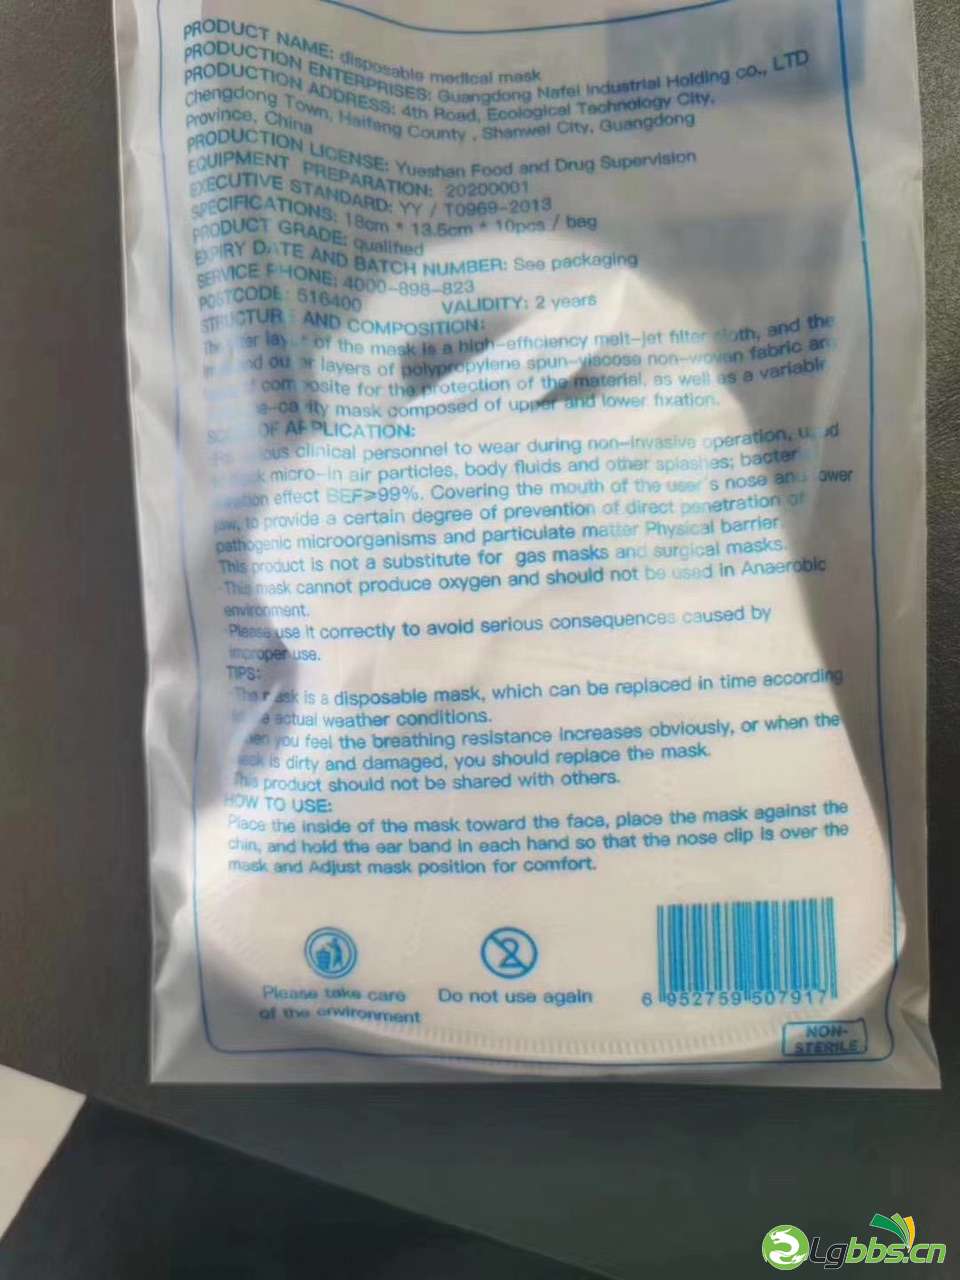 PRODUCT NAME: disposable medical mask
PRODUCTION ENTERPRISES: Guangdong Nafei Industrial Holding co., LTD
PRODUCTION ADDRESS: 4th Road, Ecological Technology City,
Chengdong Town, Haifeng County , Shanwei City, Guangdong
Province, China
PRODUCTION LICENSE: Yueshan Food and Drug Supervision
EQUIPMENT PREPARATION: 20200001
EXECUTIVE STANDARD: YY / T0969-2013
SPECIFICATIONS: 18cm * 13.5cm * 10pcs / bag
PRODUCT GRADE: qualified
EXPIRY DATE AND BATCH NUMBER: See packaging
SERVICE PHONE: 4000-898-823
POSTCODE: 516400 VALIDITY: 2 years
STRUCTURE AND COMPOSITION:
The layer of the mask is a high-efficiency melt-jet filter cloth, and the
and outer layers of polypropylene spun-viscose non-woven fabric are
composite for the protection of the material, as well as a variablr
mask composed of upper and lower fixation.
OF APPLICATION:
clinical personnel to wear during non-invasive operation, used
micro-in air particles, body fluids and other splashes;
effect BEF≥99%. Covering the mouth of the user's nose and lower
jaw, to provide a certain degree of prevention of direct penetration of
pathogenic microorganisms and particulate matter Physical barrier.
This product is not a substitute for gas masks and surgical masks.
·This mask cannot produce oxygen and should not be used in Anaerobic
environment.
·Please use it correctly to avoid serious consequences caused by
improper use.
TIPS:
·The mask is a disposable mask, which can be replaced in time according
actual weather conditions.
When you feel the breathing resistance increases obviously, or when the
mask is dirty and damaged, you should replace the mask.
·This product should not be shared with others.
HOW TO USE:
Place the inside of the mask toward the face, place the mask against the
chin, and hold the ear band in each hand so that the nose clip is over the
mask and Adjust mask position for comfort.
Please take care
of the environment
Do not use again
6 952759 507917
NON-
STERILE
Lgbbs.cn